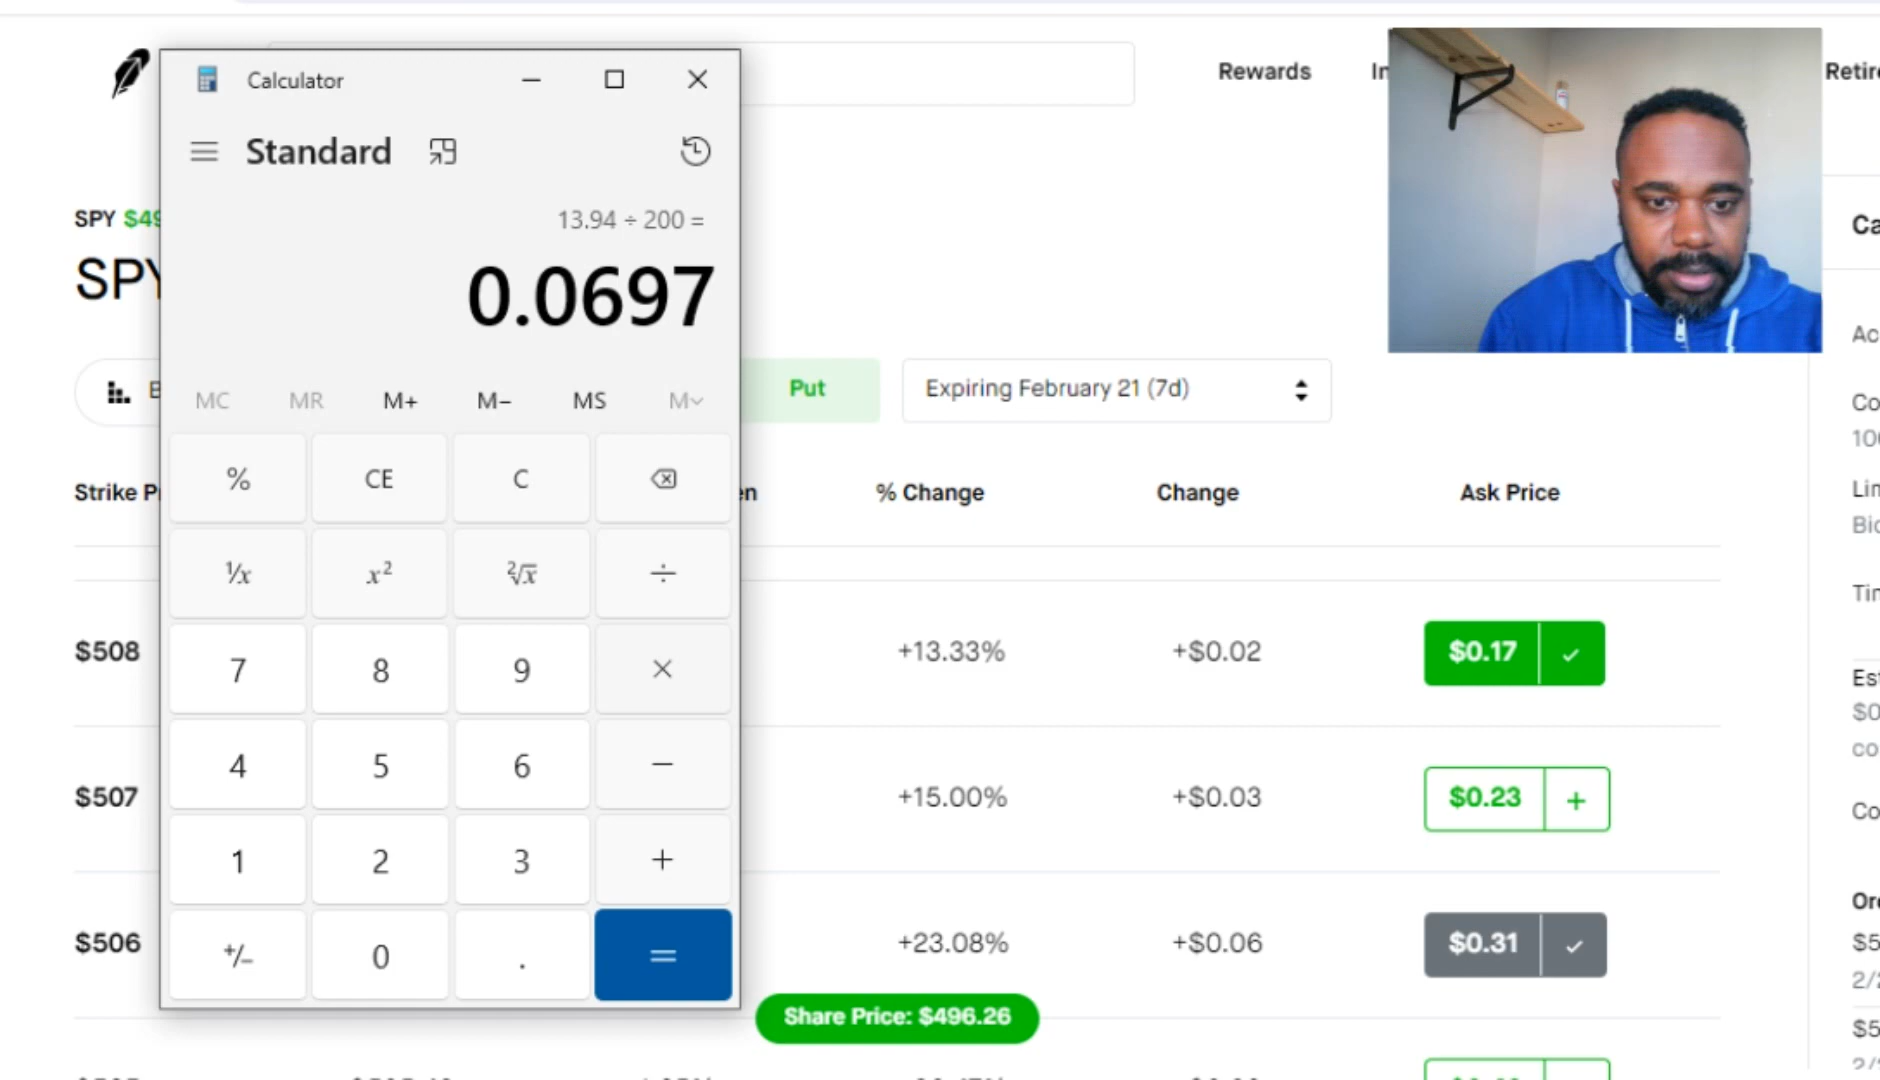 Rewards
Calculator
Standard
13.94 ÷ 200 =
0.0697
SPY $49
SPY
MC MR M+ M− MS M
Put
Expiring February 21 (7d)
% CE C
Strike
% Change
Change
Ask Price
¹⁄x x² ²√x ÷
7 8 9 ×
$508
+13.33%
+$0.02
$0.17
4 5 6 −
$507
+15.00%
+$0.03
$0.23
+
1 2 3 +
$506
+23.08%
+$0.06
$0.31
+/− 0 . =
Share Price: $496.26